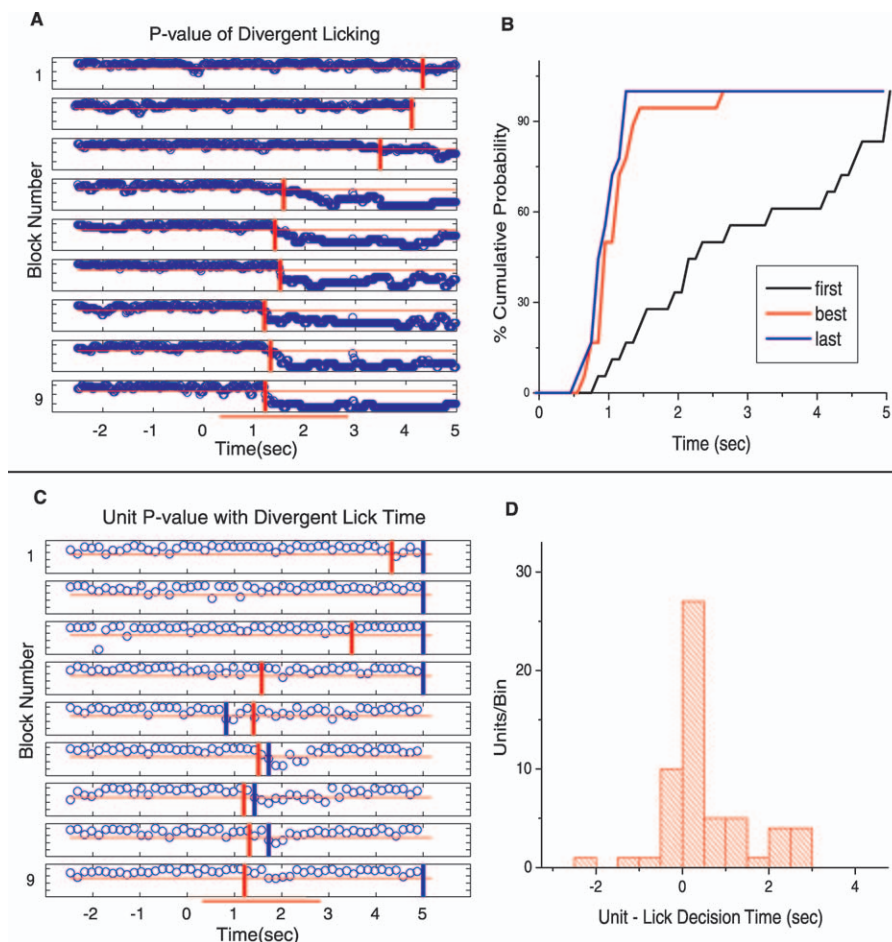 A
P-value of Divergent Licking
1
9
Block Number
-2 -1 0 1 2 3 4 5
Time(sec)
B
% Cumulative Probability
90
60
30
0
first
best
last
0 1 2 3 4 5
Time (sec)
C
Unit P-value with Divergent Lick Time
1
9
Block Number
-2 -1 0 1 2 3 4 5
Time(sec)
D
Units/Bin
30
20
10
0
-2 0 2 4
Unit - Lick Decision Time (sec)